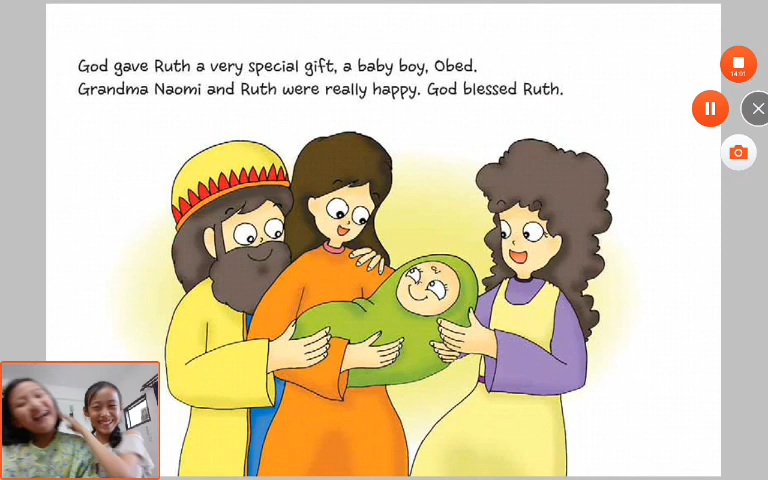 God gave Ruth a very special gift, a baby boy, Obed.
Grandma Naomi and Ruth were really happy. God blessed Ruth.
14:01